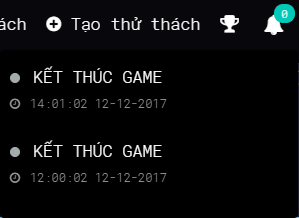 ách Tạo thử thách 0
KẾT THÚC GAME
14:01:02 12-12-2017
KẾT THÚC GAME
12:00:02 12-12-2017